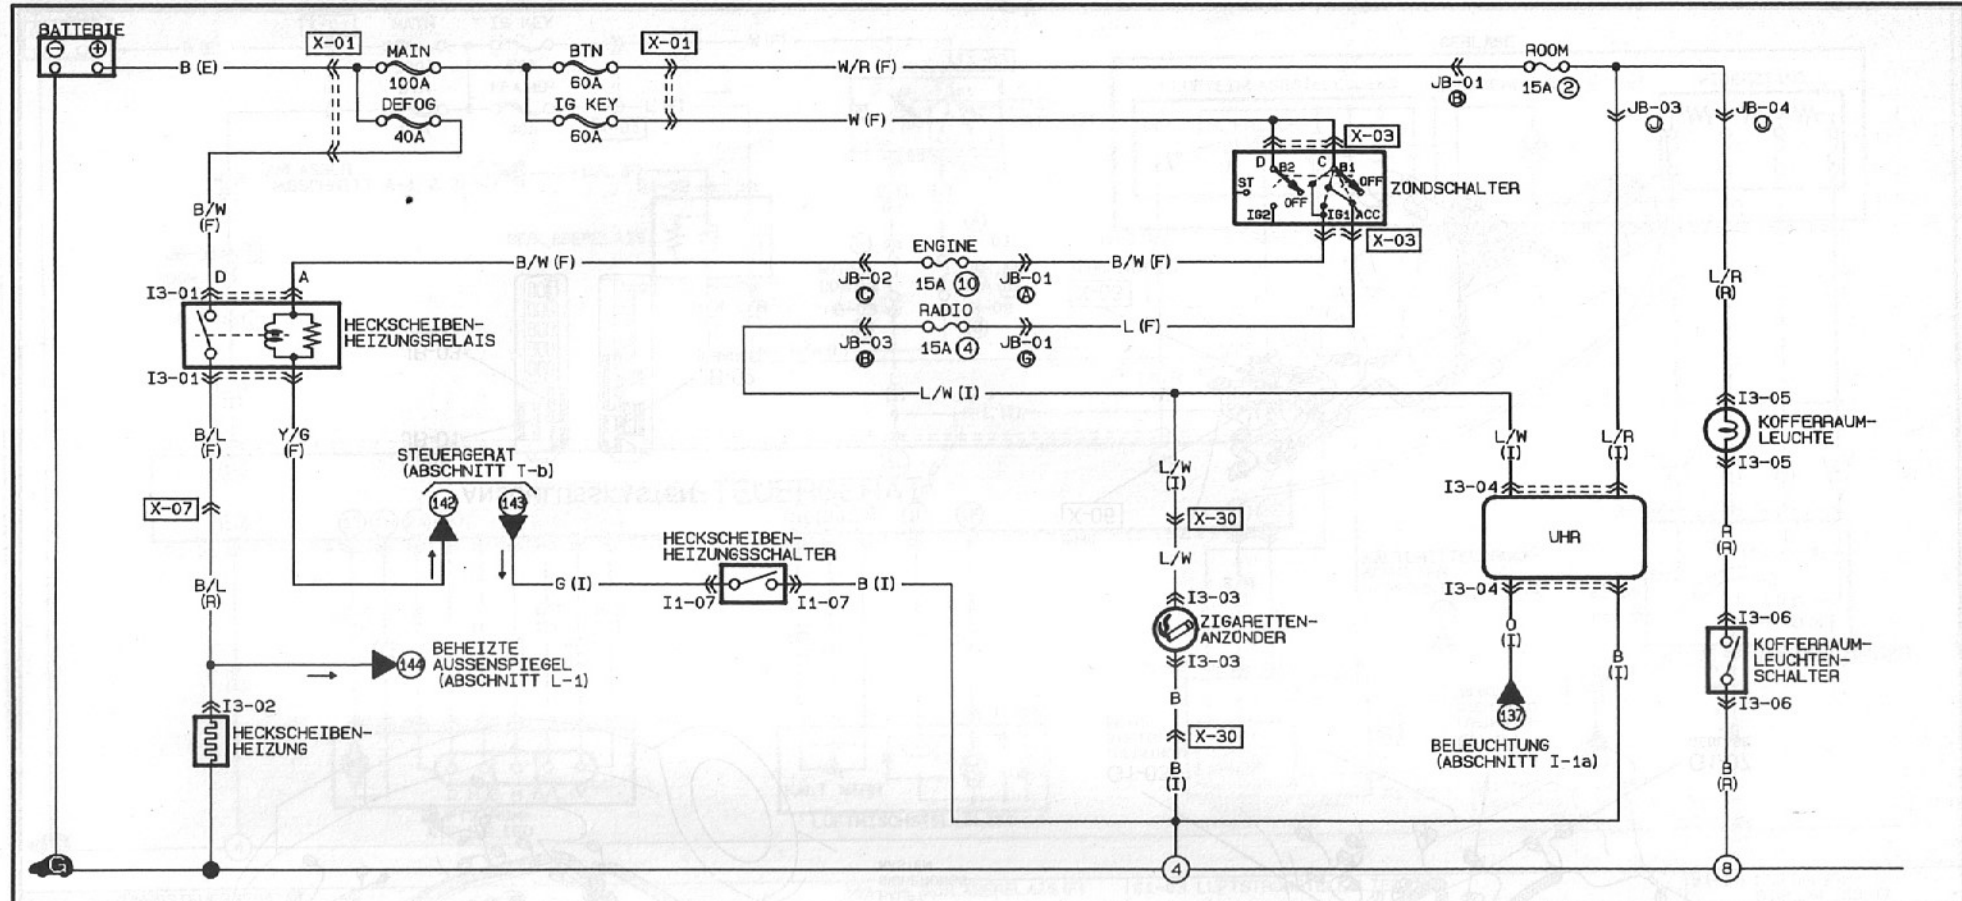 BATTERIE
B (E)
X-01
MAIN
100A
DEFOG
40A
BTN
60A
IG KEY
60A
X-01
W/R (F)
W (F)
JB-01
B
ROOM
15A 2
JB-03
J
JB-04
J
X-03
D B2 C B1
ST OFF OFF
IG2 IG1 ACC
ZÜNDSCHALTER
X-03
B/W
(F)
D A
I3-01
HECKSCHEIBEN-
HEIZUNGSRELAIS
I3-01
B/W (F)
JB-02
C
ENGINE
15A 10
JB-01
A
B/W (F)
JB-03
B
RADIO
15A 4
JB-01
G
L (F)
L/W (I)
L/R
(R)
B/L
(F)
Y/G
(F)
X-07
STEUERGERÄT
(ABSCHNITT T-b)
142 143
HECKSCHEIBEN-
HEIZUNGSSCHALTER
G (I)
I1-07 I1-07
B (I)
B/L
(R)
144
BEHEIZTE
AUSSENSPIEGEL
(ABSCHNITT L-1)
I3-02
HECKSCHEIBEN-
HEIZUNG
L/W
(I)
X-30
L/W
I3-03
ZIGARETTEN-
ANZÜNDER
I3-03
B
X-30
B
(I)
L/W
(I)
L/R
(I)
I3-04
UHR
I3-04
O
(I)
B
(I)
137
BELEUCHTUNG
(ABSCHNITT I-1a)
I3-05
KOFFERRAUM-
LEUCHTE
I3-05
R
(R)
I3-06
KOFFERRAUM-
LEUCHTEN-
SCHALTER
I3-06
B
(R)
G
4
8